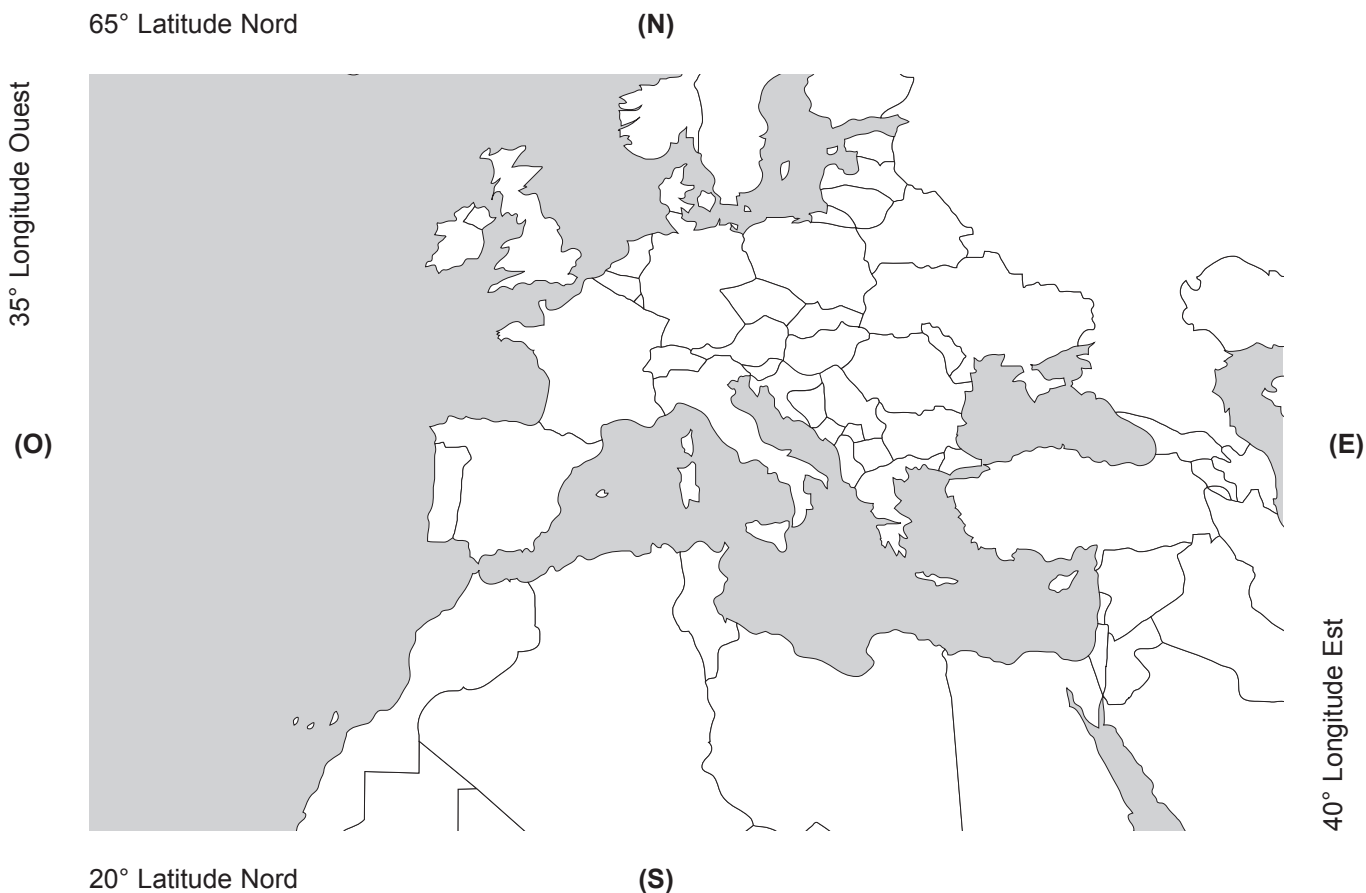 65° Latitude Nord
(N)
35° Longitude Ouest
(O)
(E)
40° Longitude Est
20° Latitude Nord
(S)